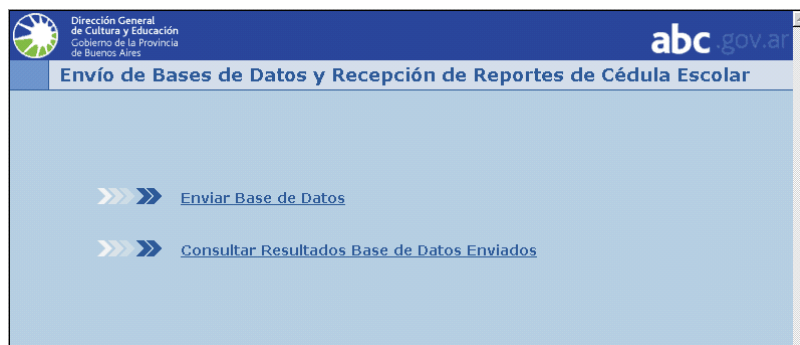 Dirección General
de Cultura y Educación
Gobierno de la Provincia
de Buenos Aires
abc.gov.ar
Envío de Bases de Datos y Recepción de Reportes de Cédula Escolar
Enviar Base de Datos
Consultar Resultados Base de Datos Enviados